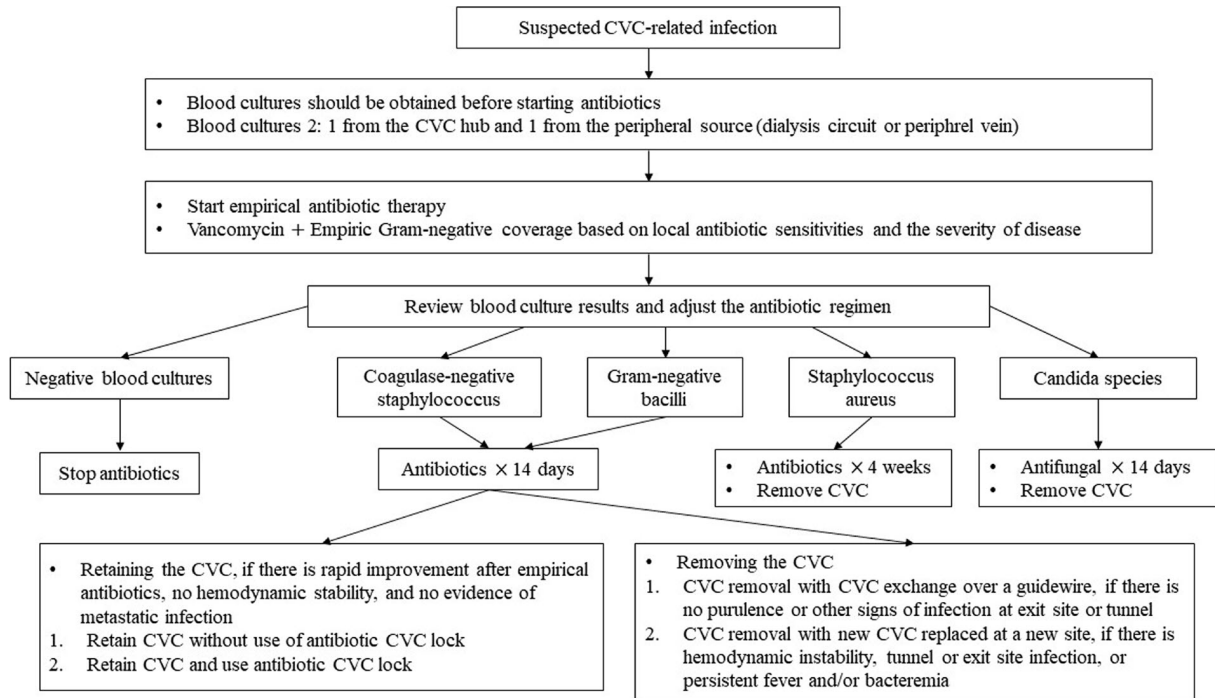 Suspected CVC-related infection
• Blood cultures should be obtained before starting antibiotics
• Blood cultures 2: 1 from the CVC hub and 1 from the peripheral source (dialysis circuit or periphrel vein)
• Start empirical antibiotic therapy
• Vancomycin + Empiric Gram-negative coverage based on local antibiotic sensitivities and the severity of disease
Review blood culture results and adjust the antibiotic regimen
Negative blood cultures
Coagulase-negative
staphylococcus
Gram-negative
bacilli
Staphylococcus
aureus
Candida species
Stop antibiotics
Antibiotics × 14 days
• Antibiotics × 4 weeks
• Remove CVC
• Antifungal × 14 days
• Remove CVC
• Retaining the CVC, if there is rapid improvement after empirical
antibiotics, no hemodynamic stability, and no evidence of
metastatic infection
1. Retain CVC without use of antibiotic CVC lock
2. Retain CVC and use antibiotic CVC lock
• Removing the CVC
1. CVC removal with CVC exchange over a guidewire, if there is
no purulence or other signs of infection at exit site or tunnel
2. CVC removal with new CVC replaced at a new site, if there is
hemodynamic instability, tunnel or exit site infection, or
persistent fever and/or bacteremia